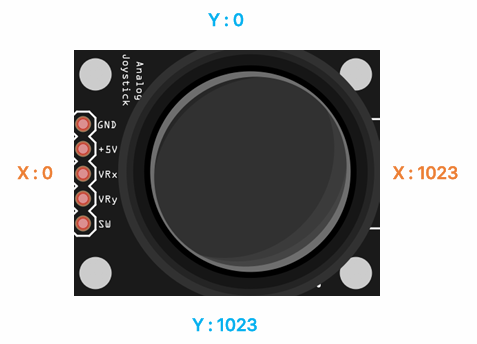 Y : 0
Analog
Joystick
GND
+5V
VRx
VRy
SW
X : 0
X : 1023
Y : 1023